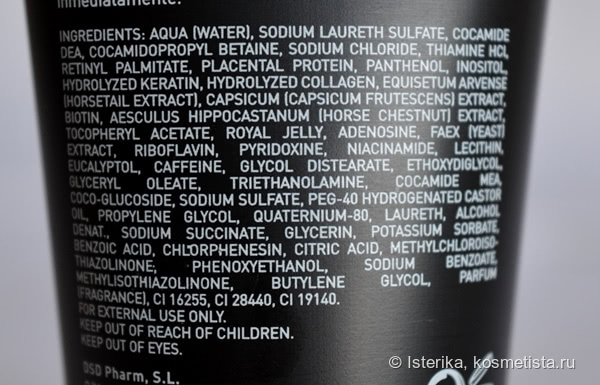 inmediatamente.
INGREDIENTS: AQUA (WATER), SODIUM LAURETH SULFATE, COCAMIDE
DEA, COCAMIDOPROPYL BETAINE, SODIUM CHLORIDE, THIAMINE HCl,
RETINYL PALMITATE, PLACENTAL PROTEIN, PANTHENOL, INOSITOL,
HYDROLYZED KERATIN, HYDROLYZED COLLAGEN, EQUISETUM ARVENSE
(HORSETAIL EXTRACT), CAPSICUM (CAPSICUM FRUTESCENS) EXTRACT,
BIOTIN, AESCULUS HIPPOCASTANUM (HORSE CHESTNUT) EXTRACT,
TOCOPHERYL ACETATE, ROYAL JELLY, ADENOSINE, FAEX (YEAST)
EXTRACT, RIBOFLAVIN, PYRIDOXINE, NIACINAMIDE, LECITHIN,
EUCALYPTOL, CAFFEINE, GLYCOL DISTEARATE, ETHOXYDIGLYCOL,
GLYCERYL OLEATE, TRIETHANOLAMINE, COCAMIDE MEA,
COCO-GLUCOSIDE, SODIUM SULFATE, PEG-40 HYDROGENATED CASTOR
OIL, PROPYLENE GLYCOL, QUATERNIUM-80, LAURETH, ALCOHOL
DENAT., SODIUM SUCCINATE, GLYCERIN, POTASSIUM SORBATE,
BENZOIC ACID, CHLORPHENESIN, CITRIC ACID, METHYLCHLOROISO-
THIAZOLINONE, PHENOXYETHANOL, SODIUM BENZOATE,
METHYLISOTHIAZOLINONE, BUTYLENE GLYCOL, PARFUM
(FRAGRANCE), CI 16255, CI 28440, CI 19140.
FOR EXTERNAL USE ONLY.
KEEP OUT OF REACH OF CHILDREN.
KEEP OUT OF EYES.
DSD Pharm, S.L.
© Isterika, kosmetista.ru